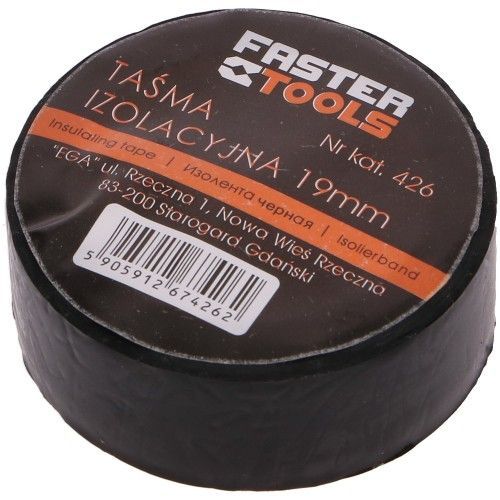 FASTER
TOOLS
TAŚMA
IZOLACYJNA 19mm
Nr kat. 426
Insulating tape | Изолента черная | Isolierband
"EGA" ul. Rzeczna 1, Nowa Wieś Rzeczna
83-200 Starogard Gdański
5 905912 674262